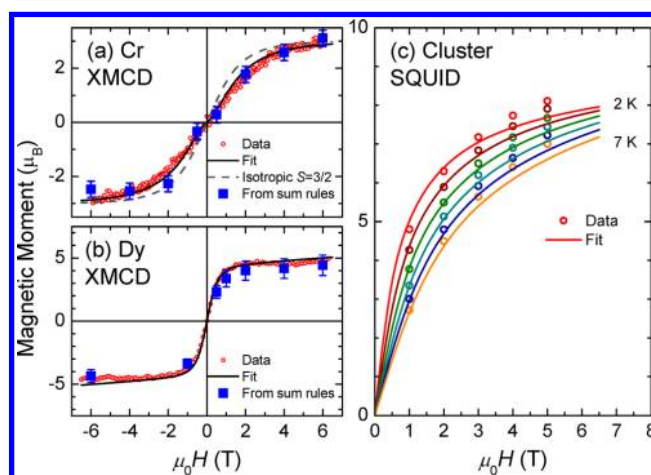 Magnetic Moment (μB)
(a) Cr
XMCD
2
0
-2
Data
Fit
Isotropic S=3/2
From sum rules
(b) Dy
XMCD
5
0
-5
Data
Fit
From sum rules
-6 -4 -2 0 2 4 6
μ0H (T)
(c) Cluster
SQUID
10
5
0
2 K
7 K
Data
Fit
0 1 2 3 4 5 6 7
μ0H (T)